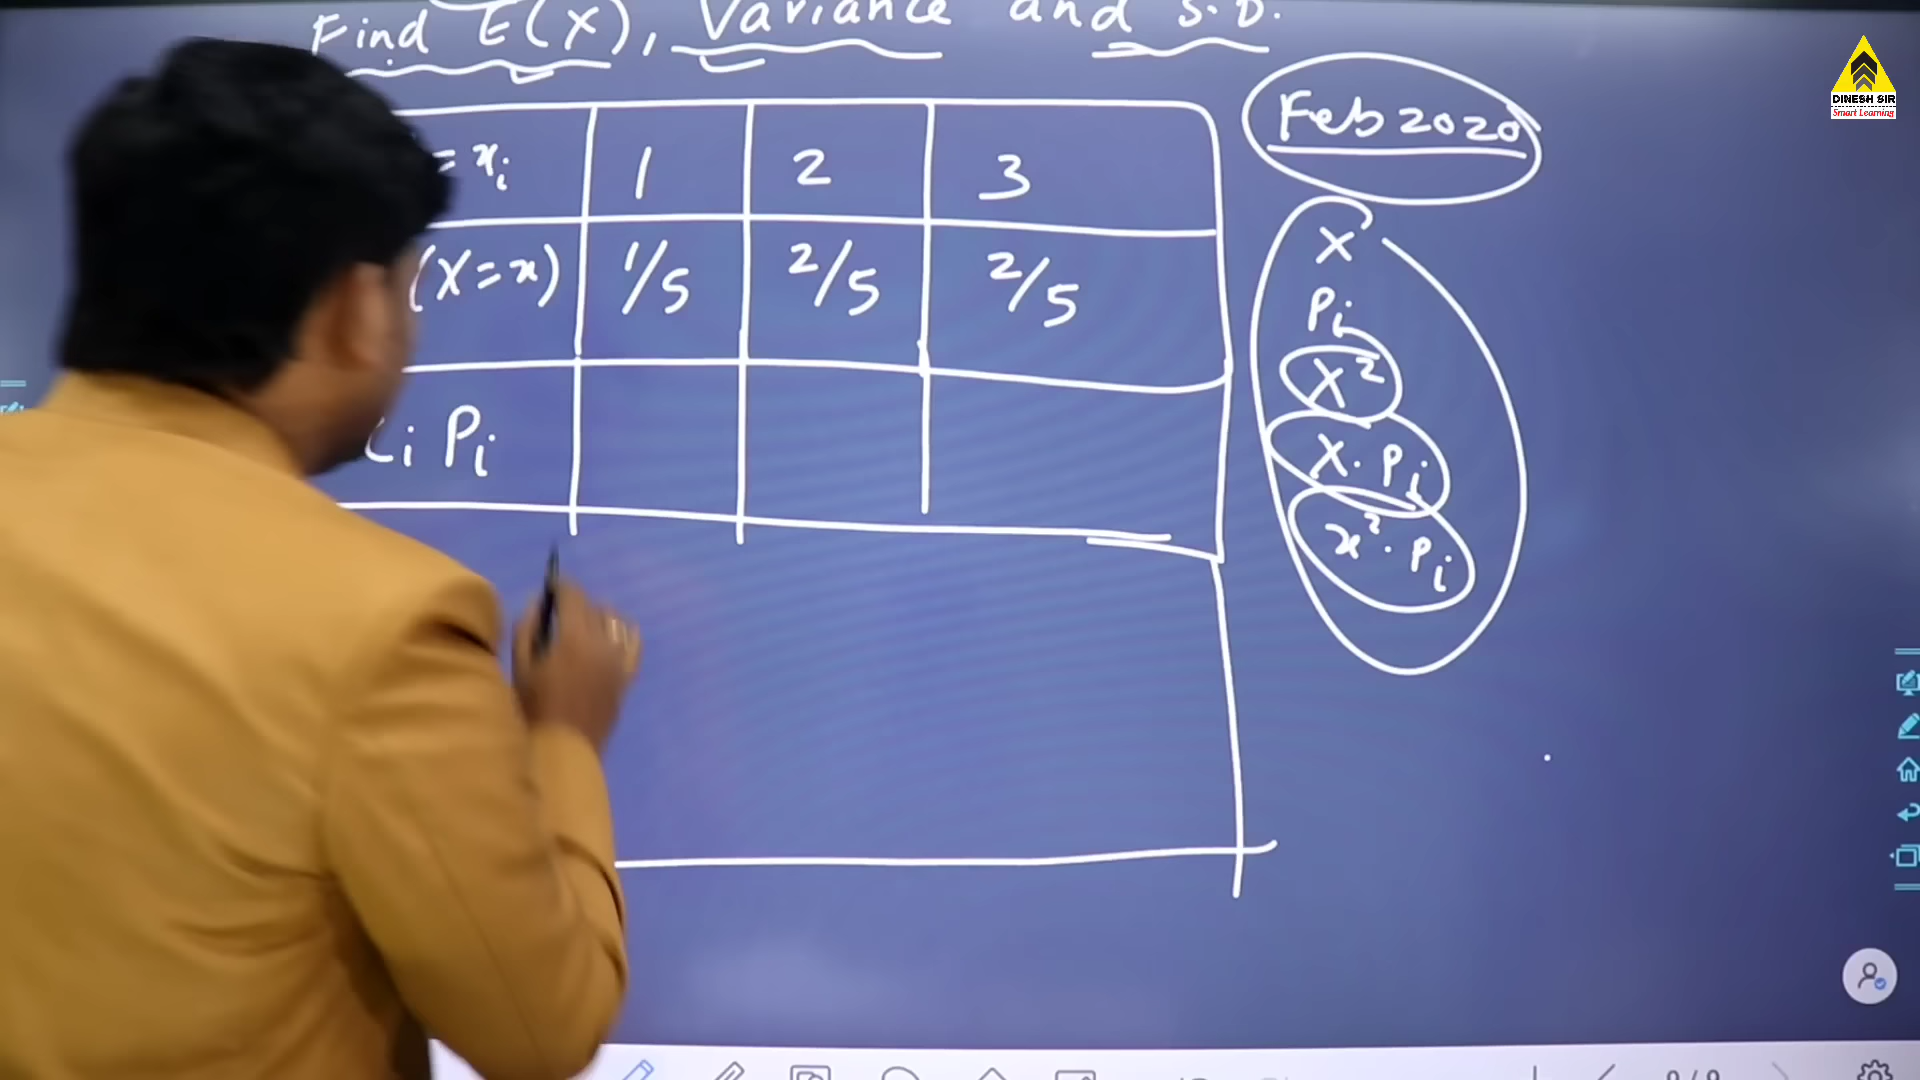 Find E(X), Variance and S.D.
= xᵢ 1 2 3
(X=x) 1/5 2/5 2/5
Pᵢ
Feb 2020
X
Pᵢ
X²
X. Pᵢ
x². Pᵢ
DINESH SIR
Smart Learning